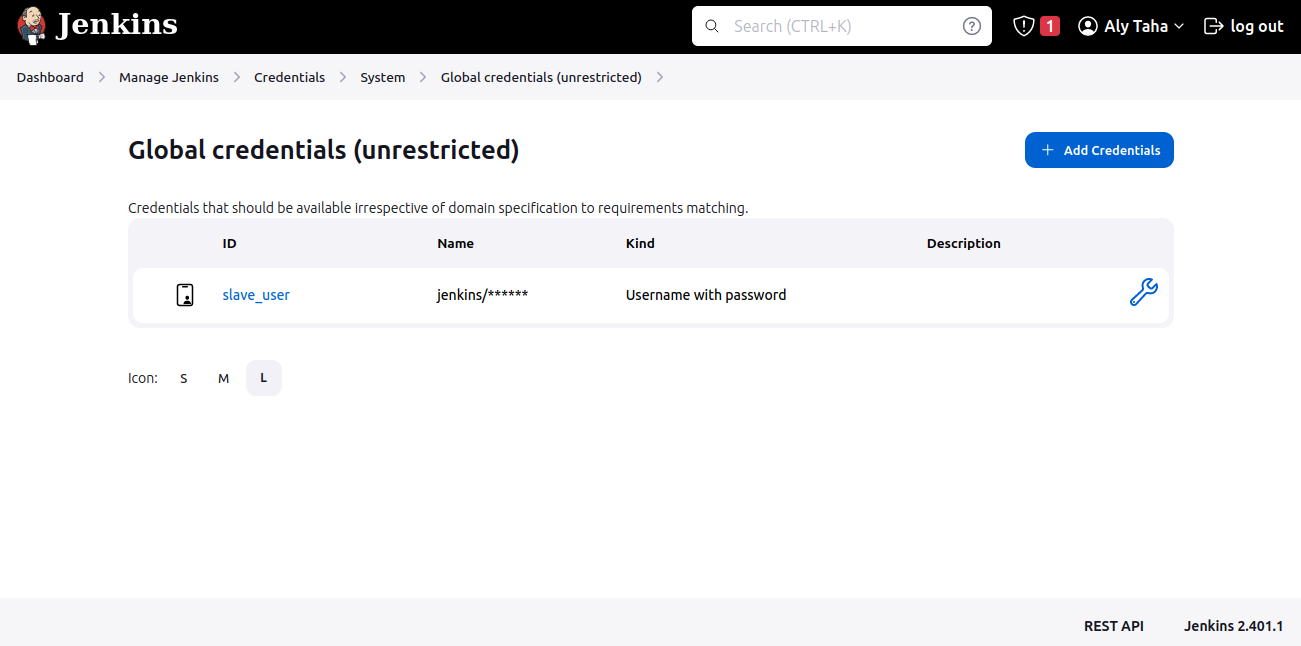 Jenkins
Search (CTRL+K)
1
Aly Taha
log out
Dashboard
Manage Jenkins
Credentials
System
Global credentials (unrestricted)
Global credentials (unrestricted)
Add Credentials
Credentials that should be available irrespective of domain specification to requirements matching.
ID Name Kind Description
slave_user jenkins/****** Username with password
Icon: S M L
REST API Jenkins 2.401.1